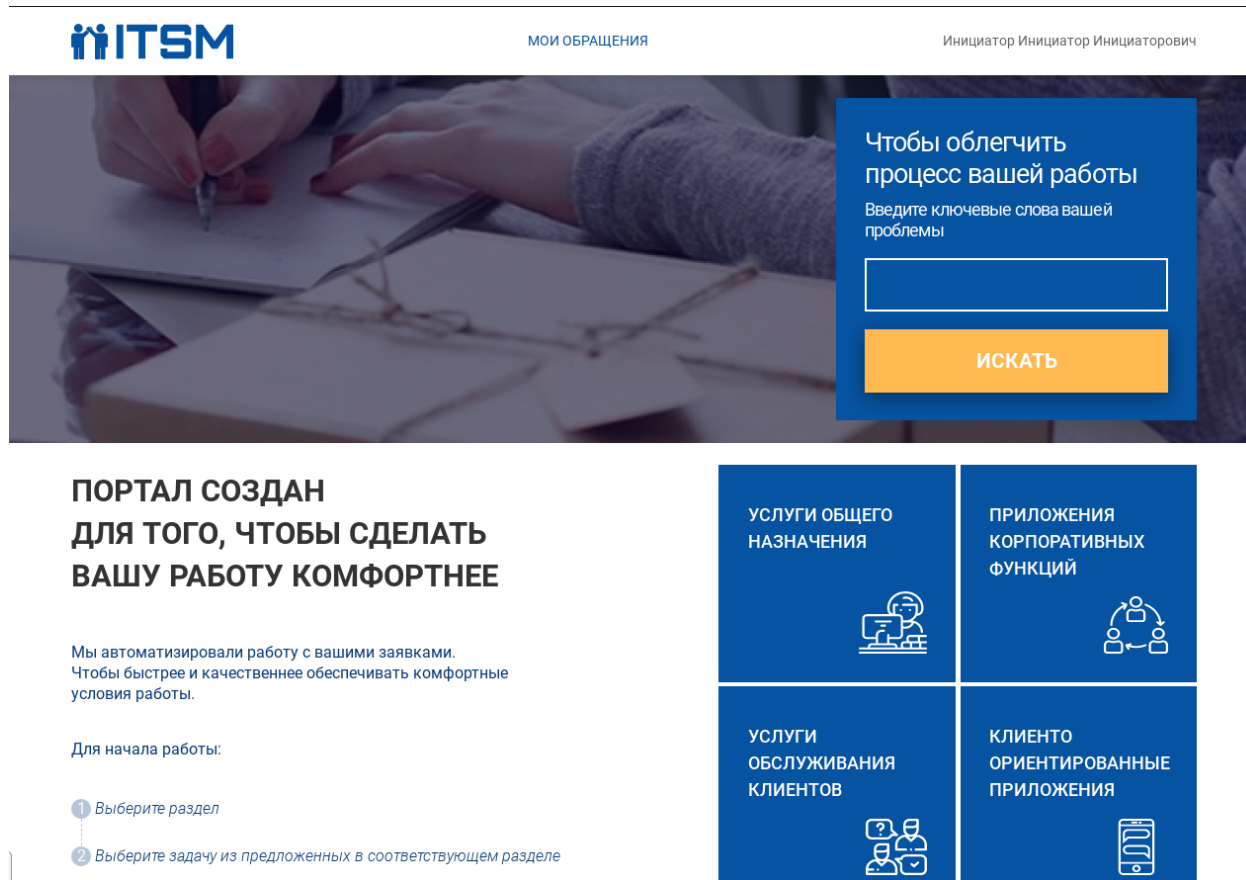 ITSM
МОИ ОБРАЩЕНИЯ
Инициатор Инициатор Инициаторович
Чтобы облегчить
процесс вашей работы
Введите ключевые слова вашей
проблемы
ИСКАТЬ
ПОРТАЛ СОЗДАН
ДЛЯ ТОГО, ЧТОБЫ СДЕЛАТЬ
ВАШУ РАБОТУ КОМФОРТНЕЕ
Мы автоматизировали работу с вашими заявками.
Чтобы быстрее и качественнее обеспечивать комфортные
условия работы.
Для начала работы:
1 Выберите раздел
2 Выберите задачу из предложенных в соответствующем разделе
УСЛУГИ ОБЩЕГО
НАЗНАЧЕНИЯ
ПРИЛОЖЕНИЯ
КОРПОРАТИВНЫХ
ФУНКЦИЙ
УСЛУГИ
ОБСЛУЖИВАНИЯ
КЛИЕНТОВ
КЛИЕНТО
ОРИЕНТИРОВАННЫЕ
ПРИЛОЖЕНИЯ